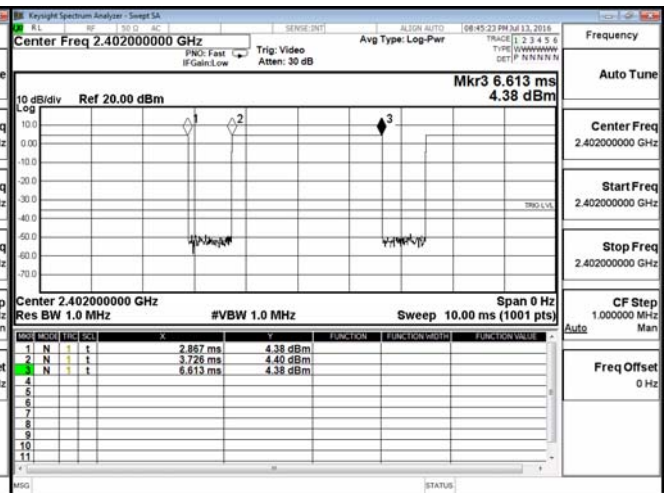 Keysight Spectrum Analyzer - Swept SA
RL RF 50 Ω AC SENSE:INT ALIGN AUTO 08:45:23 PM Jul 13, 2016
Center Freq 2.402000000 GHz
PNO: Fast
IFGain:Low
Trig: Video
Atten: 30 dB
Avg Type: Log-Pwr
TRACE 1 2 3 4 5 6
TYPE WWWWWW
DET P NNNNN
Frequency
Mkr3 6.613 ms
4.38 dBm
Auto Tune
10 dB/div Ref 20.00 dBm
Log
10.0
0.00
-10.0
-20.0
-30.0
-40.0
-50.0
-60.0
-70.0
1
2
3
TRIG LVL
Center Freq
2.402000000 GHz
Start Freq
2.402000000 GHz
Stop Freq
2.402000000 GHz
Center 2.402000000 GHz Span 0 Hz
Res BW 1.0 MHz #VBW 1.0 MHz Sweep 10.00 ms (1001 pts)
CF Step
1.000000 MHz
Auto Man
MKR MODE TRC SCL X Y FUNCTION FUNCTION WIDTH FUNCTION VALUE
1 N 1 t 2.867 ms 4.38 dBm
2 N 1 t 3.726 ms 4.40 dBm
3 N 1 t 6.613 ms 4.38 dBm
4
5
6
7
8
9
10
11
Freq Offset
0 Hz
MSG STATUS